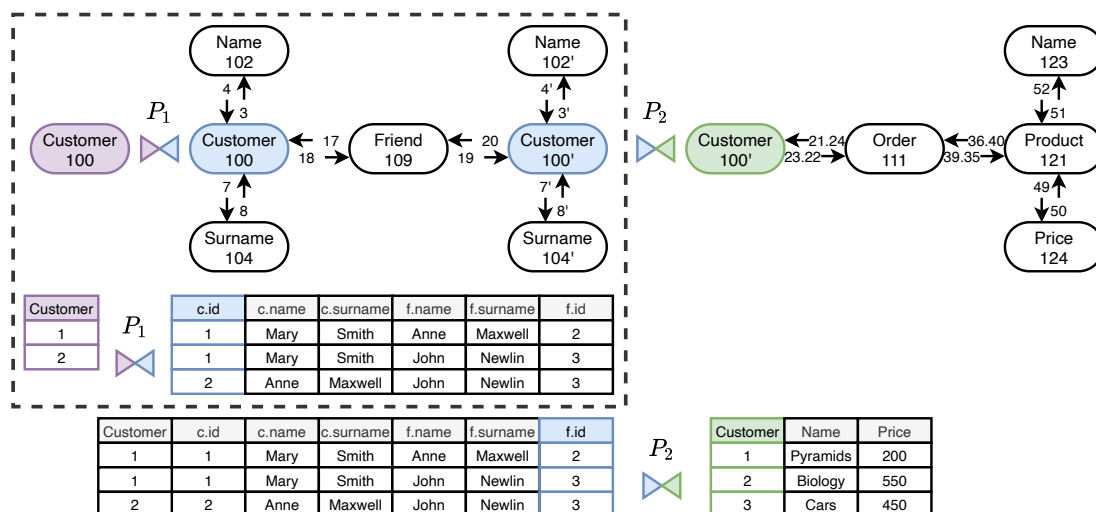 Name
102
Name
102'
Name
123
4
3
4'
3'
52
51
P1
P2
Customer
100
Customer
100
17
18
Friend
109
20
19
Customer
100'
Customer
100'
21.24
23.22
Order
111
36.40
39.35
Product
121
7
8
7'
8'
49
50
Surname
104
Surname
104'
Price
124
Customer
1
2
P1
c.id c.name c.surname f.name f.surname f.id
1 Mary Smith Anne Maxwell 2
1 Mary Smith John Newlin 3
2 Anne Maxwell John Newlin 3
Customer c.id c.name c.surname f.name f.surname f.id
1 1 Mary Smith Anne Maxwell 2
1 1 Mary Smith John Newlin 3
2 2 Anne Maxwell John Newlin 3
P2
Customer Name Price
1 Pyramids 200
2 Biology 550
3 Cars 450